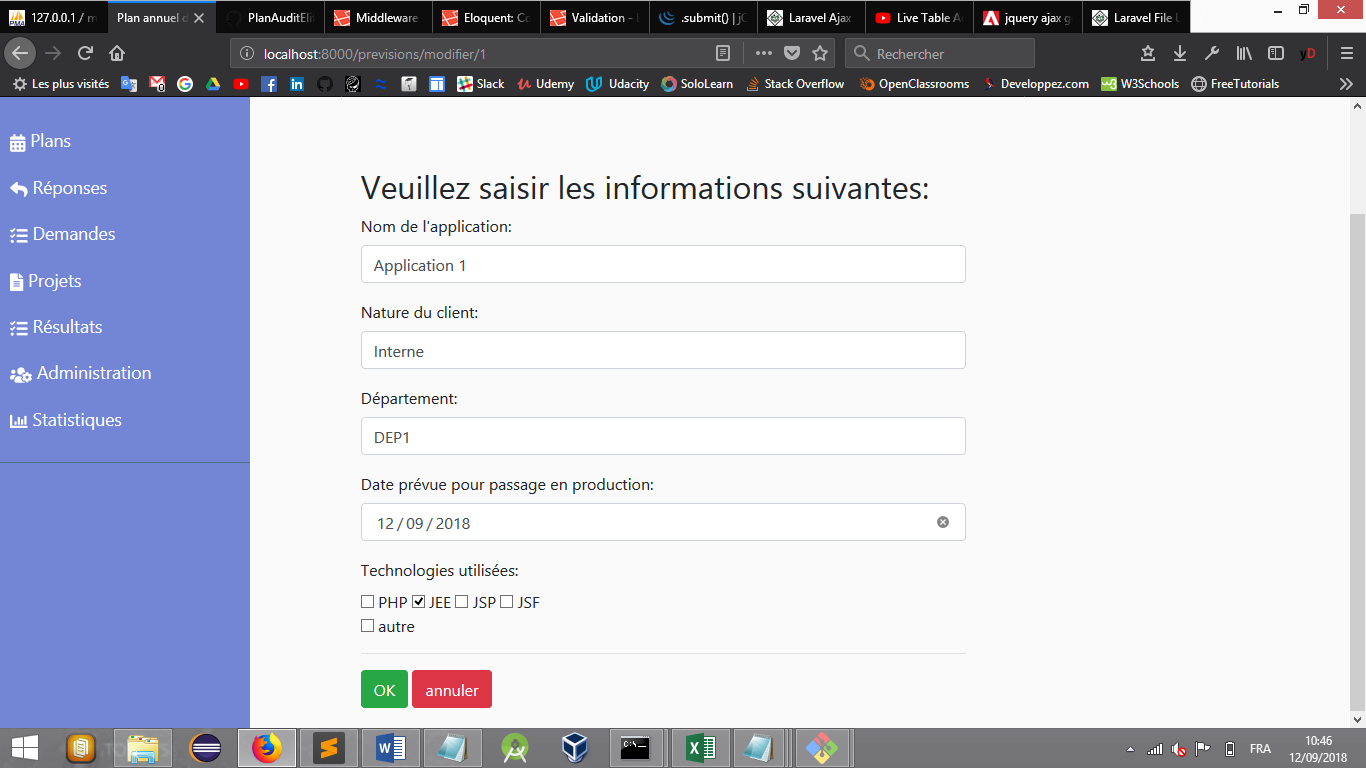 127.0.0.1 / m
Plan annuel d
PlanAuditEli
Middleware
Eloquent: Co
Validation - L
.submit() | jC
Laravel Ajax
Live Table A
jquery ajax g
Laravel File U
localhost:8000/previsions/modifier/1
Rechercher
Les plus visités
Slack
Udemy
Udacity
SoloLearn
Stack Overflow
OpenClassrooms
Developpez.com
W3Schools
FreeTutorials
Plans
Réponses
Demandes
Projets
Résultats
Administration
Statistiques
Veuillez saisir les informations suivantes:
Nom de l'application:
Application 1
Nature du client:
Interne
Département:
DEP1
Date prévue pour passage en production:
12 / 09 / 2018
Technologies utilisées:
PHP JEE JSP JSF
autre
OK annuler
FRA
10:46
12/09/2018